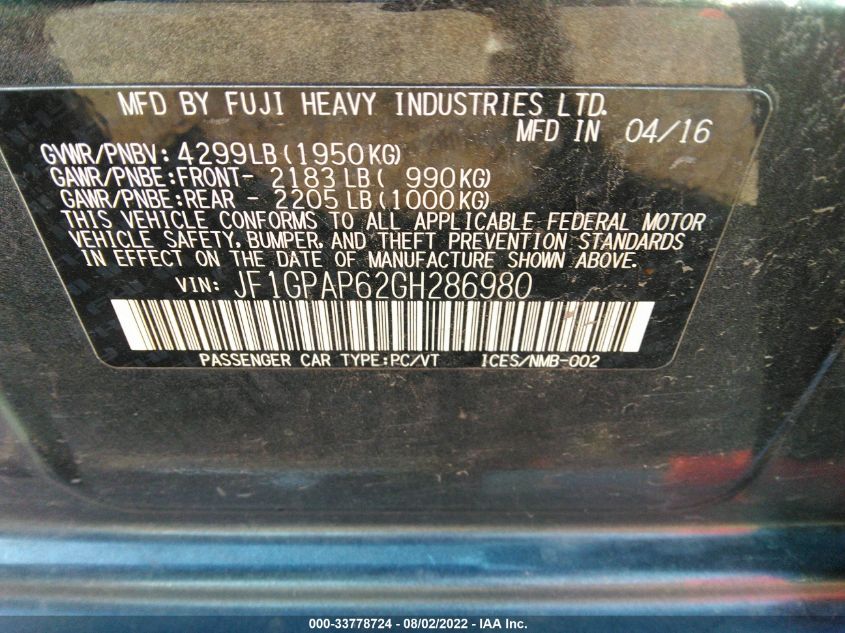 MFD BY FUJI HEAVY INDUSTRIES LTD.
MFD IN 04/16
GVWR/PNBV: 4299LB (1950KG)
GAWR/PNBE:FRONT- 2183 LB ( 990KG)
GAWR/PNBE:REAR - 2205 LB (1000KG)
THIS VEHICLE CONFORMS TO ALL APPLICABLE FEDERAL MOTOR
VEHICLE SAFETY, BUMPER, AND THEFT PREVENTION STANDARDS
IN EFFECT ON THE DATE OF MANUFACTURE SHOWN ABOVE.
VIN: JF1GPAP62GH286980
PASSENGER CAR TYPE:PC/VT ICES/NMB-002
000-33778724 - 08/02/2022 - IAA Inc.